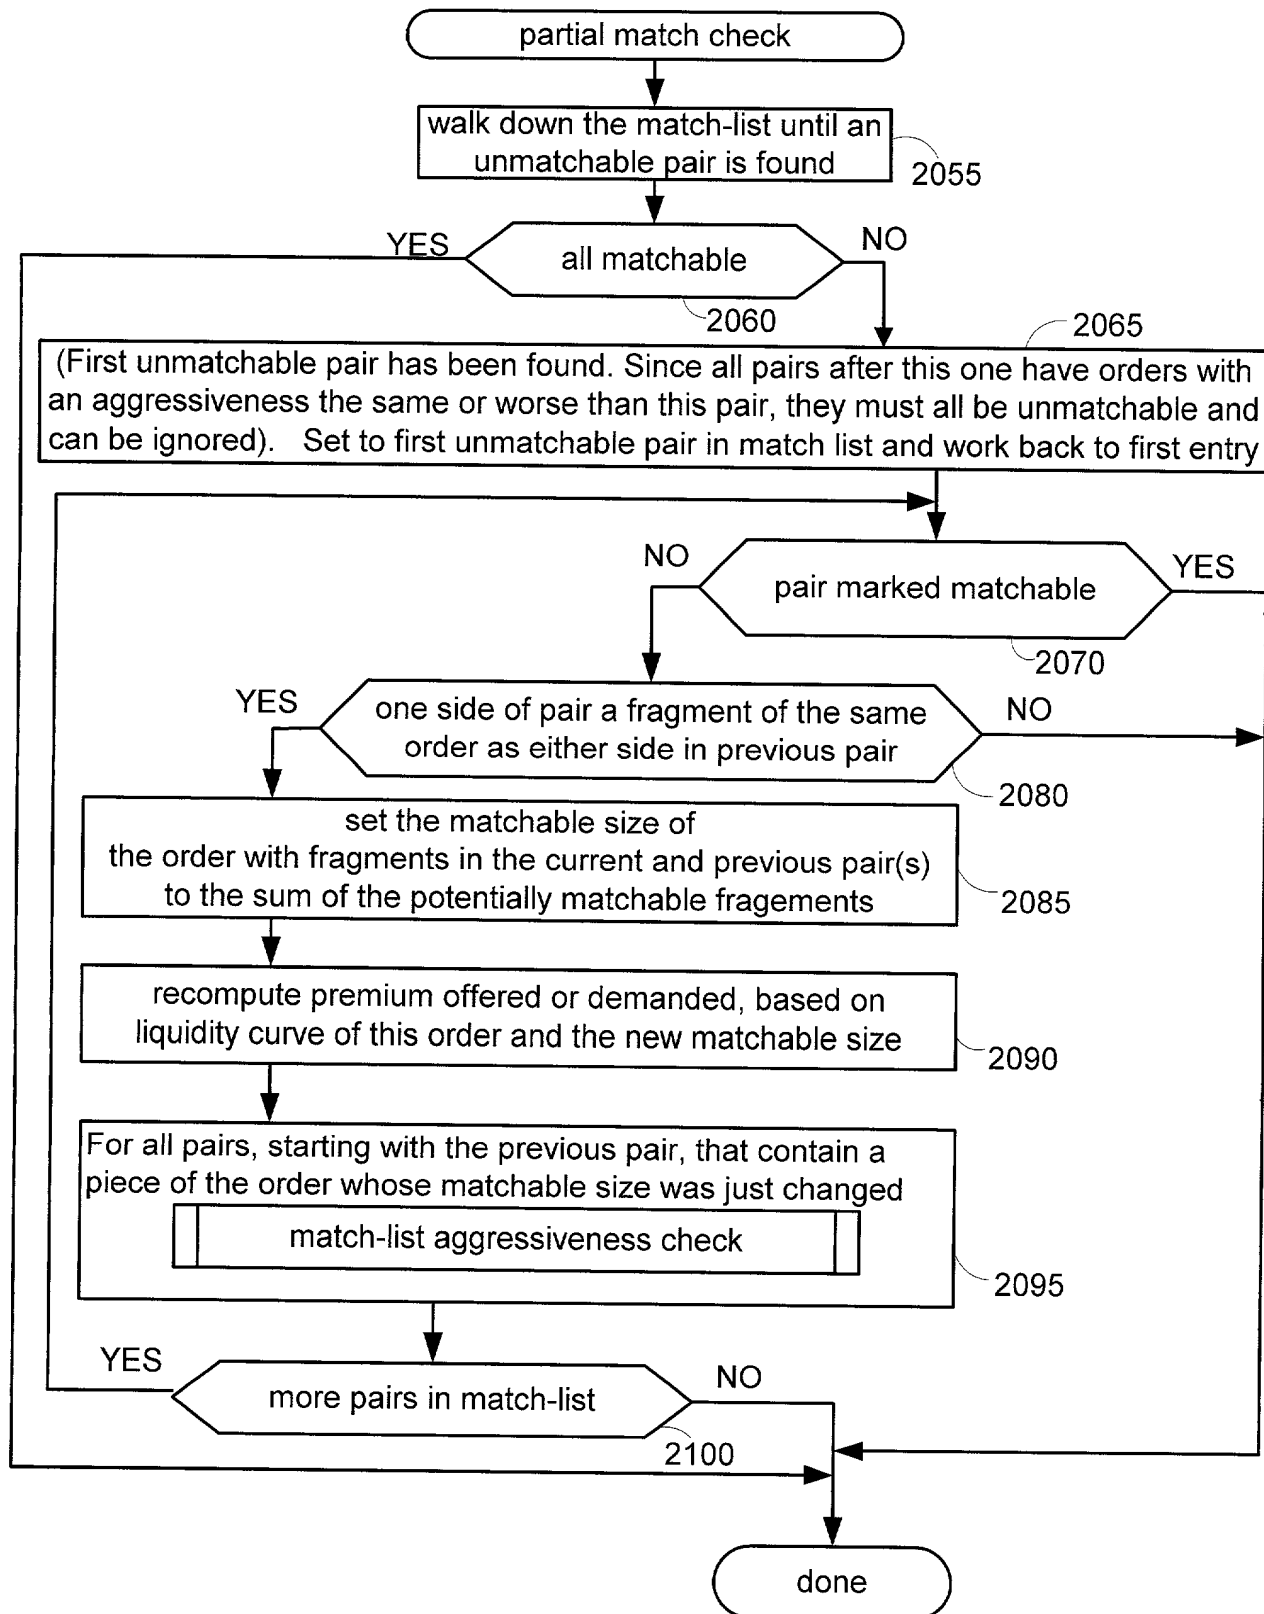 partial match check
walk down the match-list until an
unmatchable pair is found
2055
YES
NO
all matchable
2060
2065
(First unmatchable pair has been found. Since all pairs after this one have orders with
an aggressiveness the same or worse than this pair, they must all be unmatchable and
can be ignored). Set to first unmatchable pair in match list and work back to first entry
NO
YES
pair marked matchable
2070
YES
NO
one side of pair a fragment of the same
order as either side in previous pair
2080
set the matchable size of
the order with fragments in the current and previous pair(s)
to the sum of the potentially matchable fragements
2085
recompute premium offered or demanded, based on
liquidity curve of this order and the new matchable size
2090
For all pairs, starting with the previous pair, that contain a
piece of the order whose matchable size was just changed
match-list aggressiveness check
2095
YES
NO
more pairs in match-list
2100
done